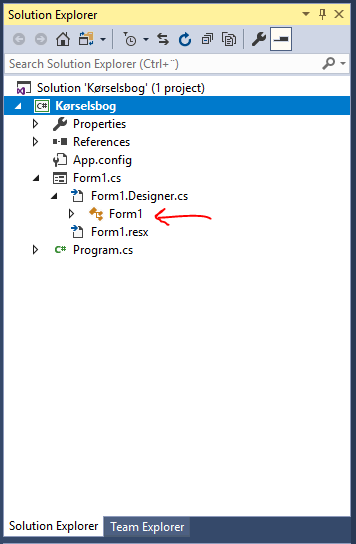 Solution Explorer
Search Solution Explorer (Ctrl+¨)
Solution 'Kørselsbog' (1 project)
C# Kørselsbog
Properties
References
App.config
Form1.cs
Form1.Designer.cs
Form1
Form1.resx
C# Program.cs
Solution Explorer Team Explorer